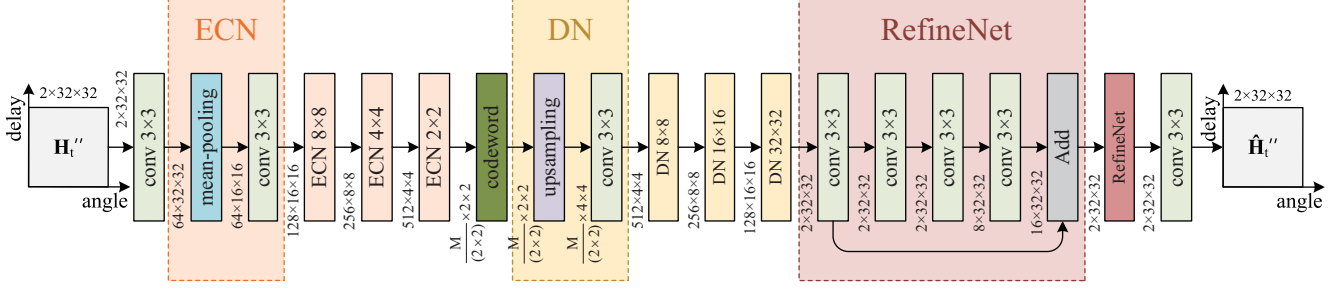 ECN
DN
RefineNet
delay
2×32×32
H_t′′
angle
2×32×32
conv 3×3
64×32×32
mean-pooling
64×16×16
conv 3×3
128×16×16
ECN 8×8
256×8×8
ECN 4×4
512×4×4
ECN 2×2
M/(2×2) ×2×2
codeword
M/(2×2) ×2×2
upsampling
M/(2×2) ×4×4
conv 3×3
512×4×4
DN 8×8
256×8×8
DN 16×16
128×16×16
DN 32×32
2×32×32
conv 3×3
2×32×32
conv 3×3
2×32×32
conv 3×3
8×32×32
conv 3×3
16×32×32
Add
2×32×32
RefineNet
2×32×32
conv 3×3
delay
2×32×32
Ĥ_t′′
angle